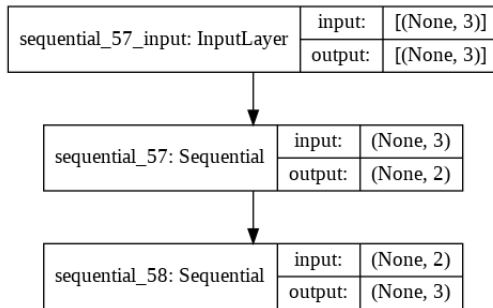 sequential_57_input: InputLayer
input: [(None, 3)]
output: [(None, 3)]
sequential_57: Sequential
input: (None, 3)
output: (None, 2)
sequential_58: Sequential
input: (None, 2)
output: (None, 3)